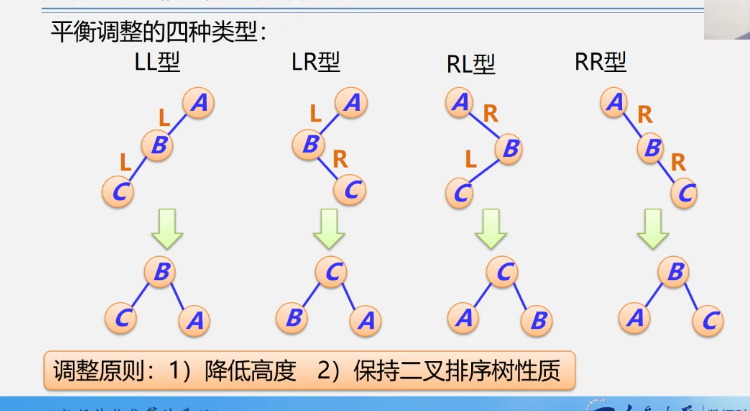 平衡调整的四种类型：
LL型 LR型 RL型 RR型
A A A A
L L R R
B B B B
L R L R
C C C C
B C C B
C A B A A B A C
调整原则：1）降低高度 2）保持二叉排序树性质